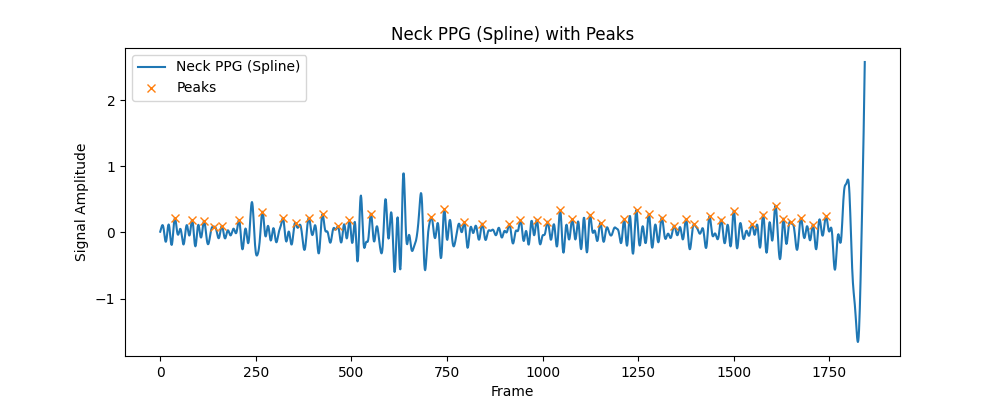 Neck PPG (Spline) with Peaks
Neck PPG (Spline)
Peaks
Signal Amplitude
2
1
0
−1
0 250 500 750 1000 1250 1500 1750
Frame